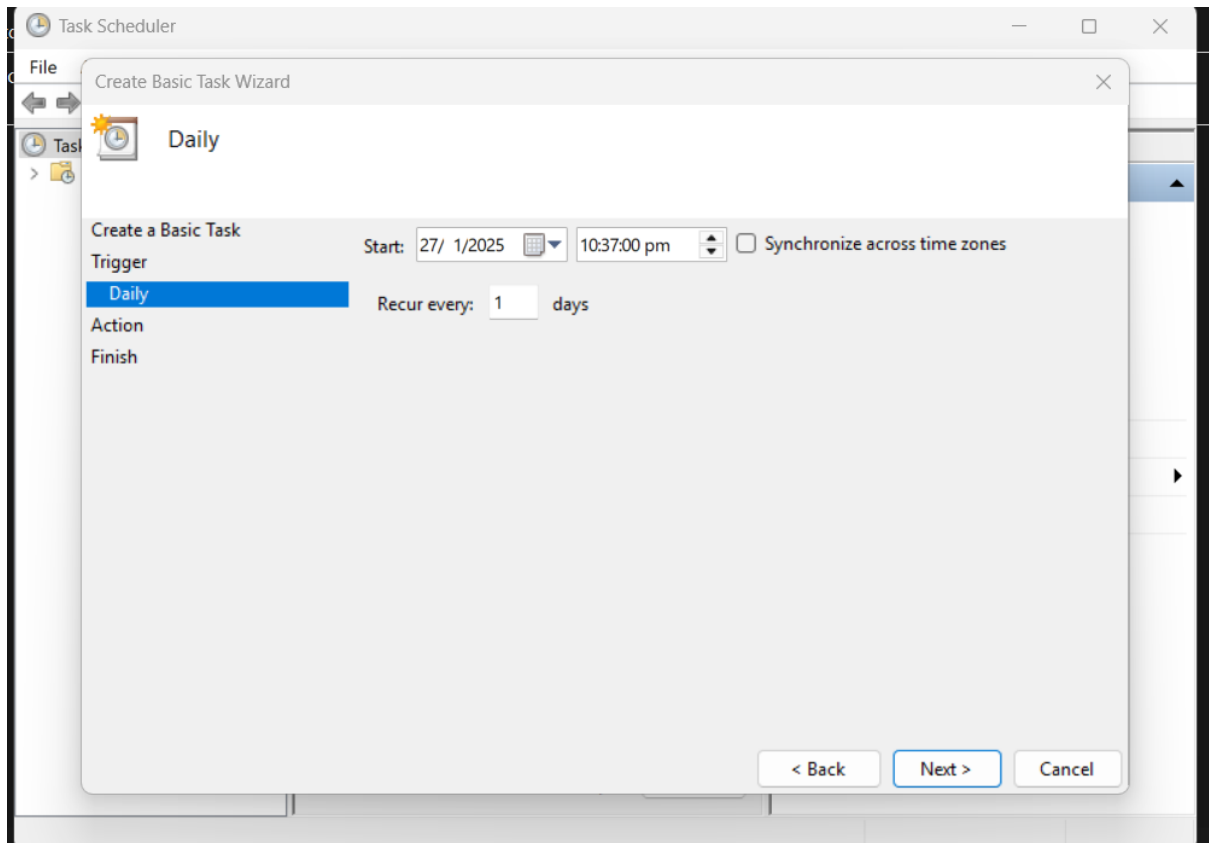 Task Scheduler
File
Create Basic Task Wizard
Daily
Create a Basic Task
Trigger
Daily
Action
Finish
Start: 27/ 1/2025 10:37:00 pm Synchronize across time zones
Recur every: 1 days
< Back Next > Cancel